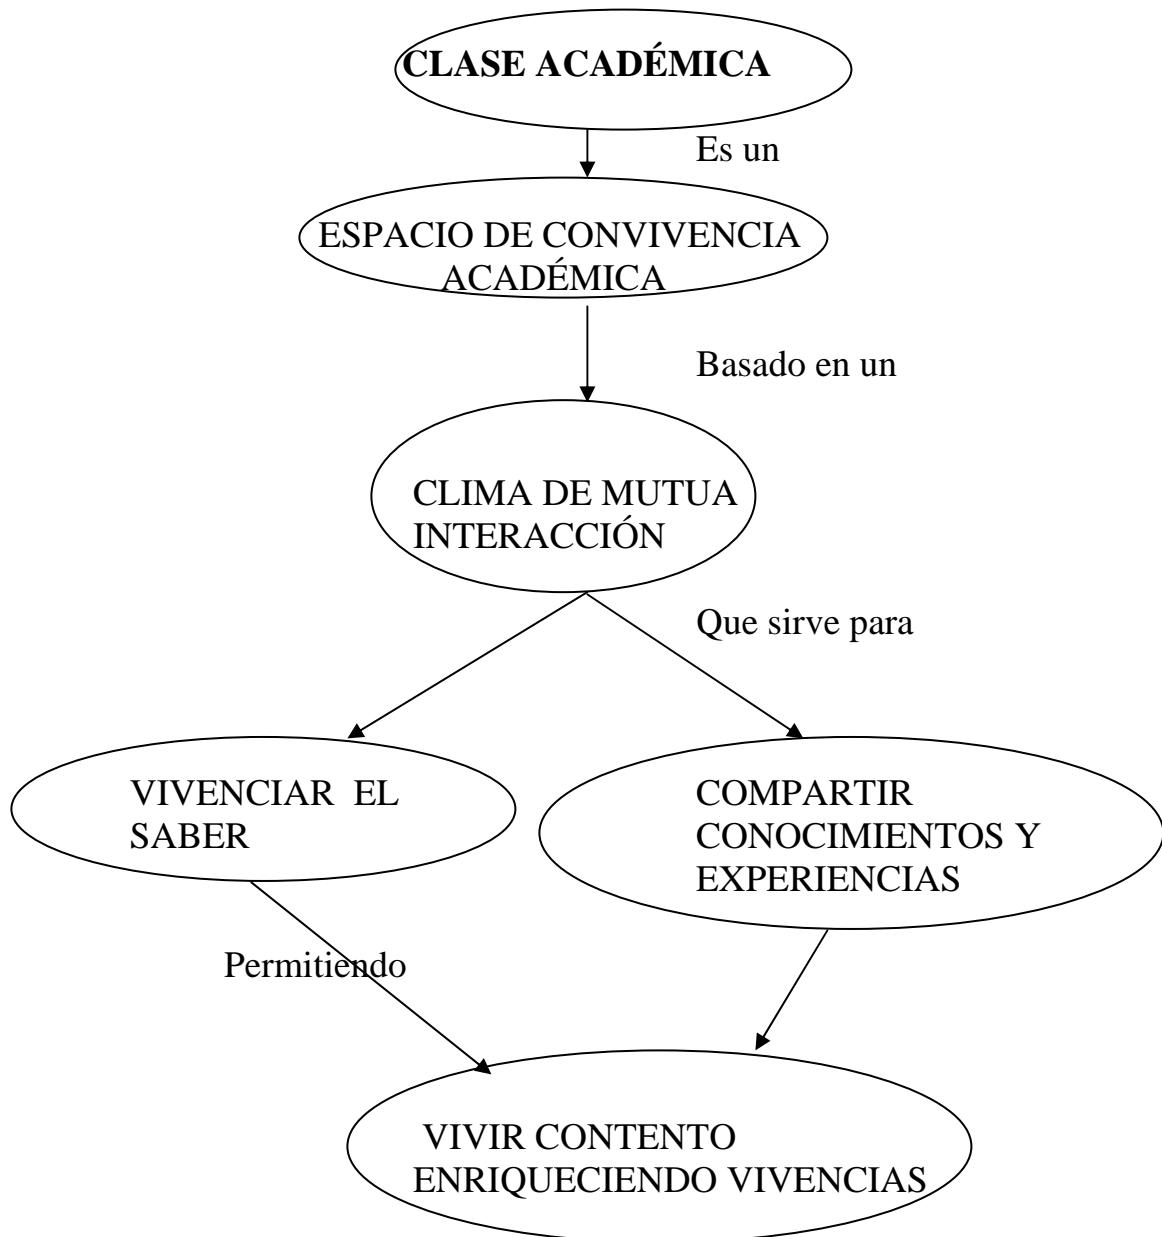 CLASE ACADÉMICA
Es un
ESPACIO DE CONVIVENCIA
ACADÉMICA
Basado en un
CLIMA DE MUTUA
INTERACCIÓN
Que sirve para
VIVENCIAR EL
SABER
COMPARTIR
CONOCIMIENTOS Y
EXPERIENCIAS
Permitiendo
VIVIR CONTENTO
ENRIQUECIENDO VIVENCIAS